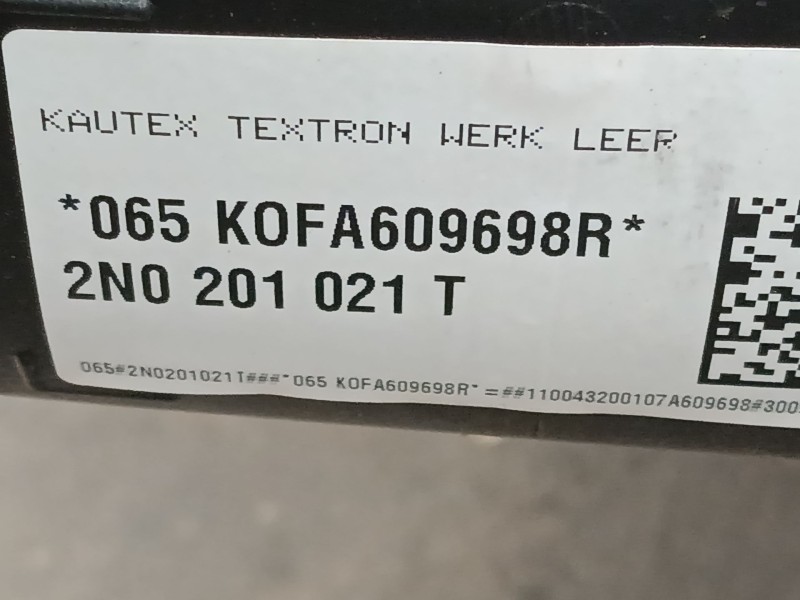 KAUTEX TEXTRON WERK LEER
*065 KOFA609698R*
2N0 201 021 T
065#2N0201021T###*065 KOFA609698R*=##110043200107A609698#300